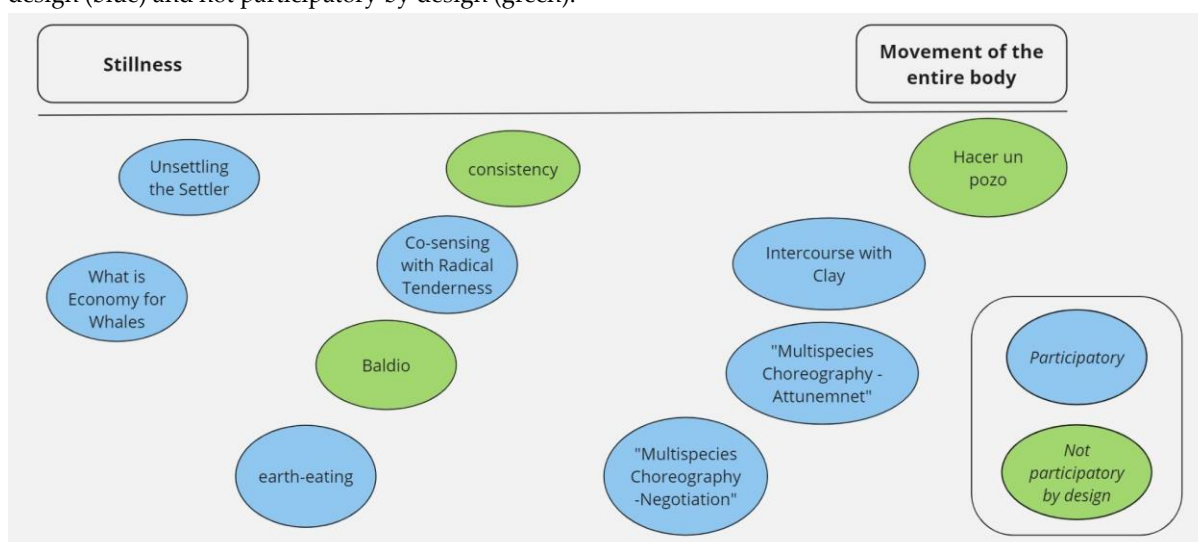 design (blue) and not participatory by design (green).
Stillness
Movement of the
entire body
Unsettling
the Settler
consistency
Hacer un
pozo
Co-sensing
with Radical
Tenderness
Intercourse with
Clay
What is
Economy for
Whales
Baldio
"Multispecies
Choreography -
Attunemnet"
earth-eating
"Multispecies
Choreography
-Negotiation"
Participatory
Not
participatory
by design